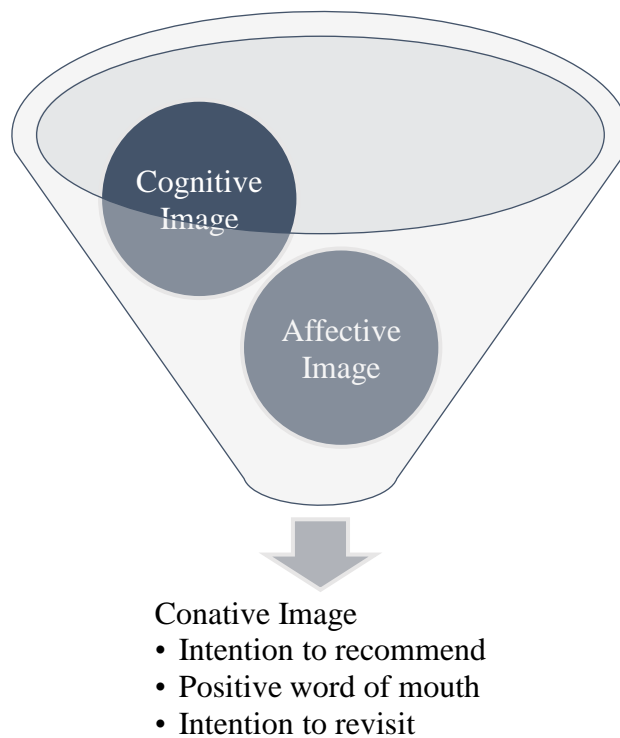 Cognitive
Image
Affective
Image
Conative Image
• Intention to recommend
• Positive word of mouth
• Intention to revisit